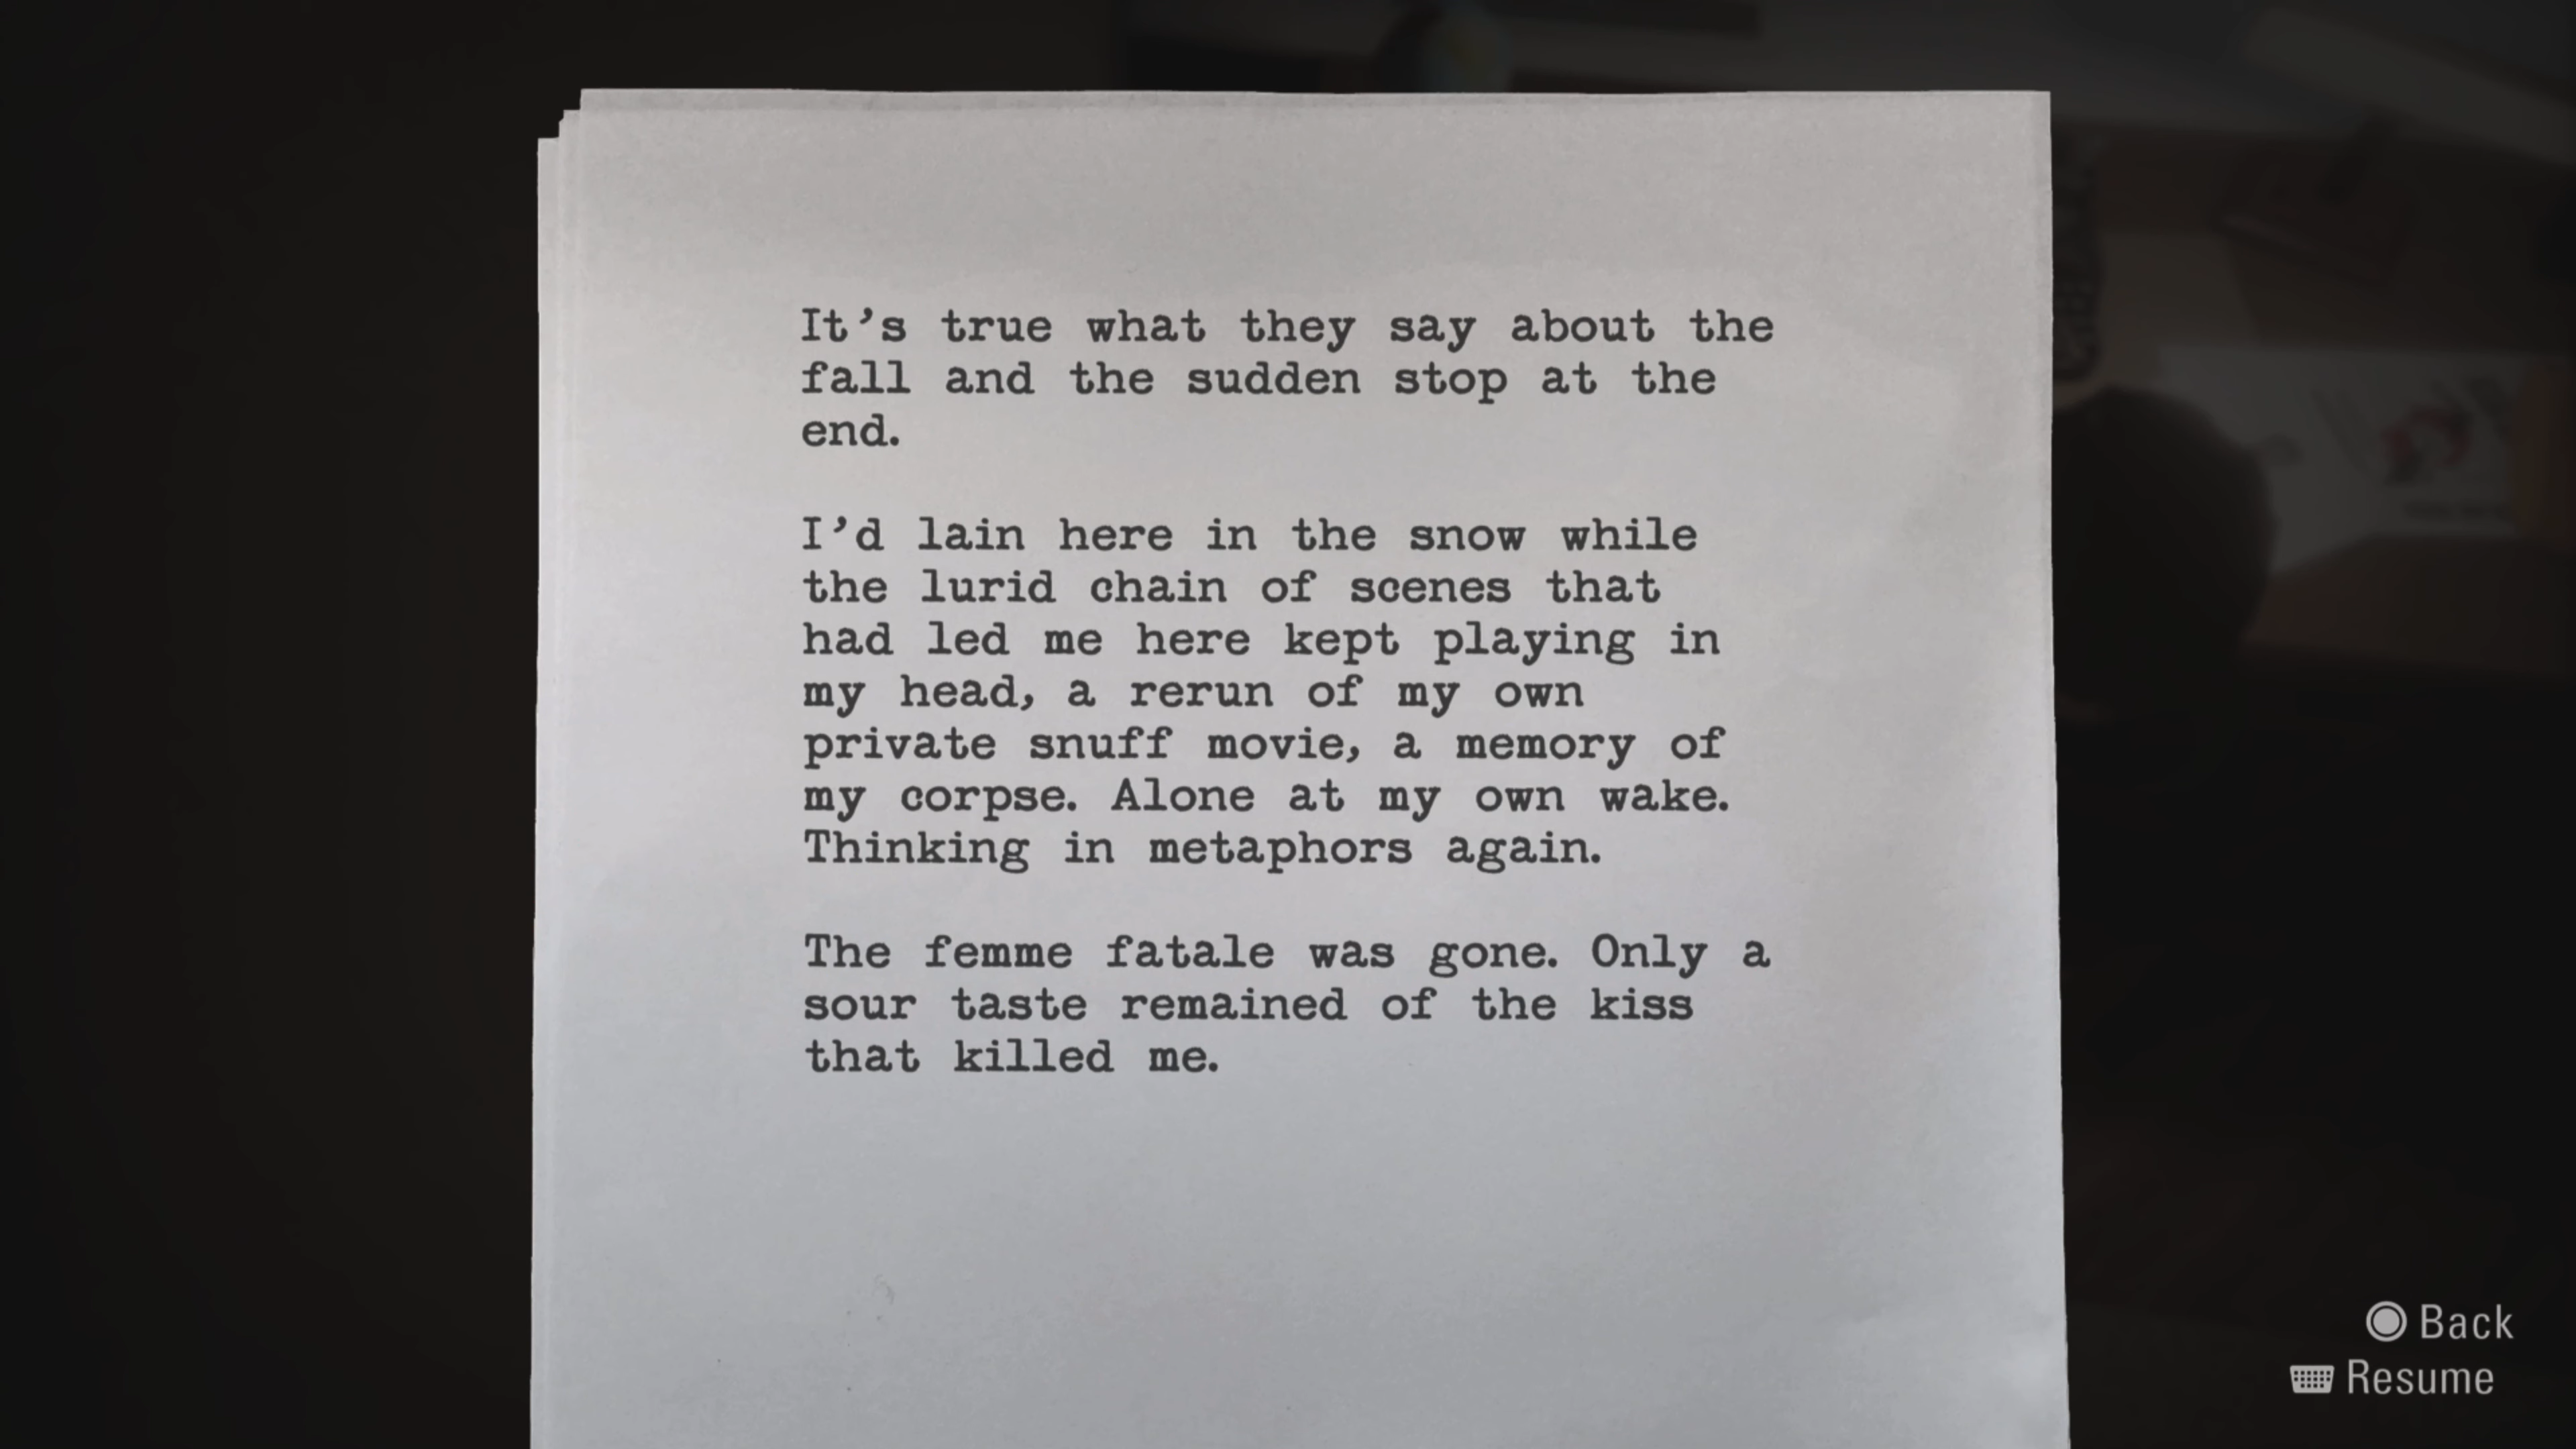 It’s true what they say about the
fall and the sudden stop at the
end.
I’d lain here in the snow while
the lurid chain of scenes that
had led me here kept playing in
my head, a rerun of my own
private snuff movie, a memory of
my corpse. Alone at my own wake.
Thinking in metaphors again.
The femme fatale was gone. Only a
sour taste remained of the kiss
that killed me.
Back
Resume